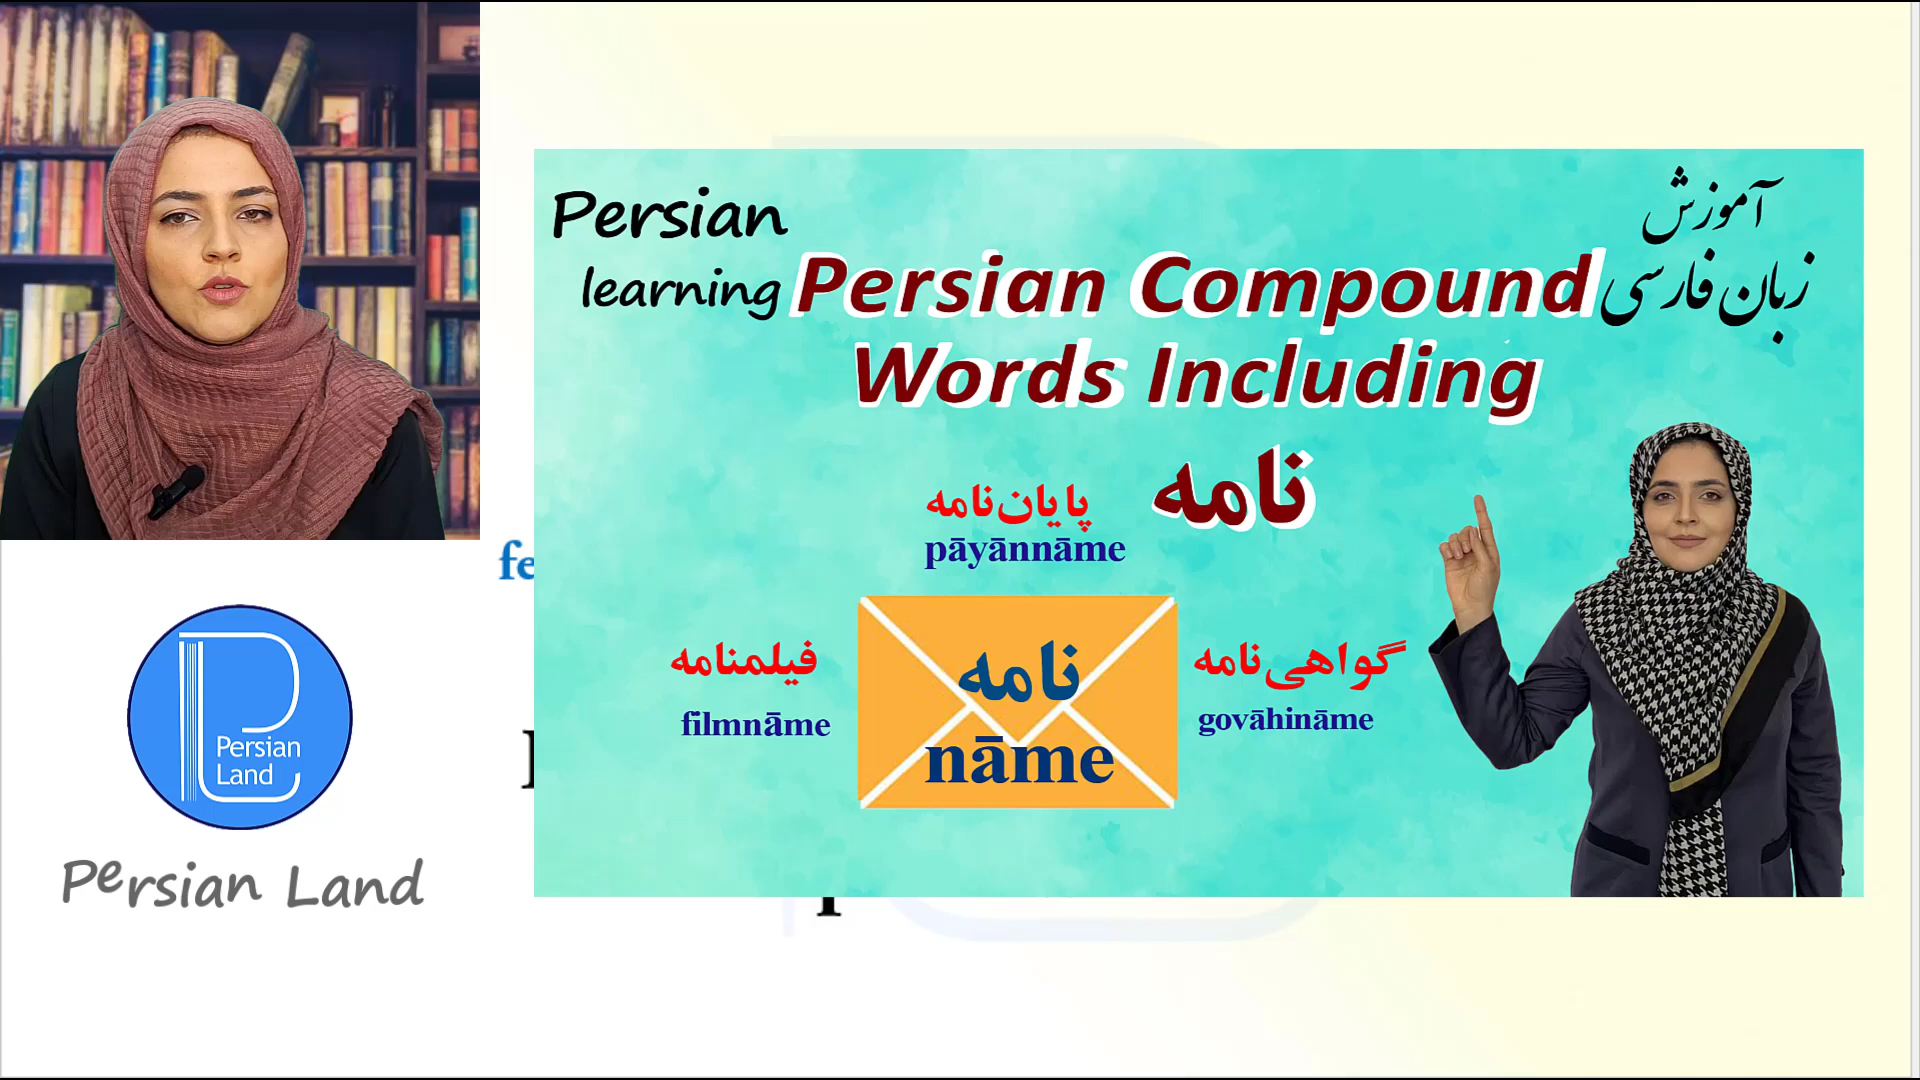 Persian
learning
آموزش
زبان فارسی
Persian Compound
Words Including
نامه
پایان‌نامه
pāyānnāme
فیلمنامه
filmnāme
نامه
nāme
گواهی‌نامه
govāhināme
fe
Persian
Land
Persian Land